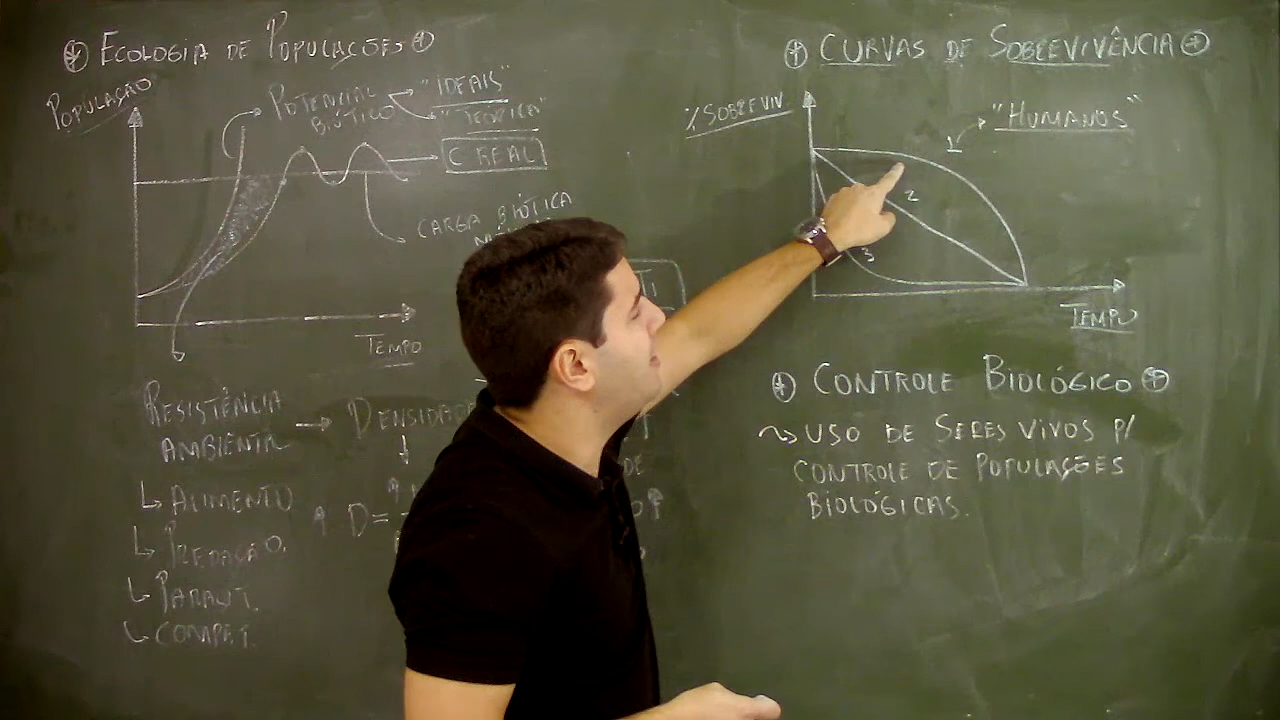 ECOLOGIA DE POPULAÇÕES
POPULAÇÃO
POTENCIAL
BIÓTICO
"IDEAIS"
"TEÓRICA"
C REAL
CARGA BIÓTICA
TEMPO
RESISTÊNCIA
AMBIENTAL
ALIMENTO
PREDAÇÃO.
PARASIT.
COMPET.
D=
CURVAS DE SOBREVIVÊNCIA
% SOBREVIV
"HUMANOS"
1
2
3
TEMPO
CONTROLE BIOLÓGICO
USO DE SERES VIVOS P/
CONTROLE DE POPULAÇÕES
BIOLÓGICAS.